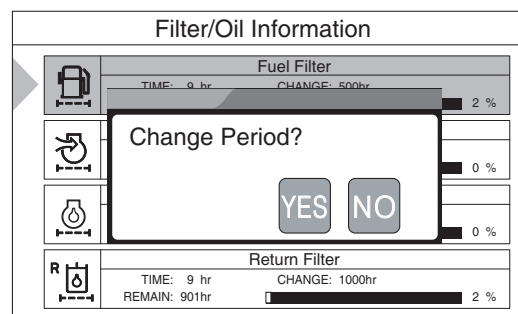 Filter/Oil Information
Fuel Filter
TIME: 9 hr CHANGE: 500hr
2 %
Change Period?
0 %
YES NO
0 %
Return Filter
R
TIME: 9 hr CHANGE: 1000hr
REMAIN: 901hr 2 %